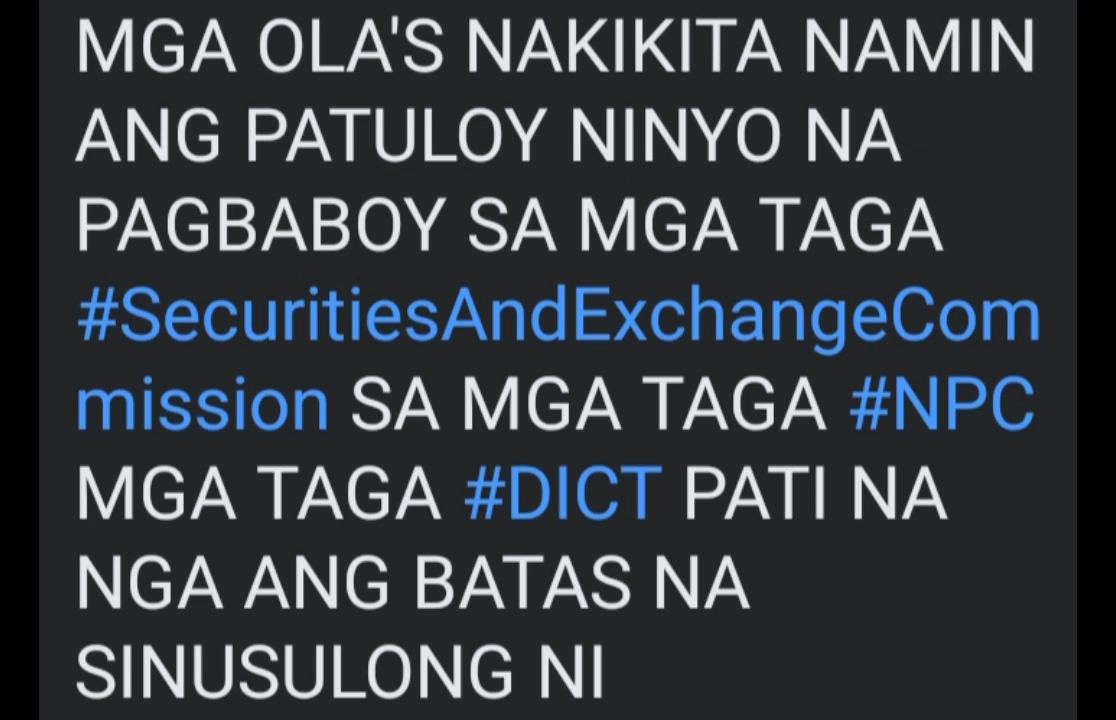 MGA OLA'S NAKIKITA NAMIN
ANG PATULOY NINYO NA
PAGBABOY SA MGA TAGA
#SecuritiesAndExchangeCom
mission SA MGA TAGA #NPC
MGA TAGA #DICT PATI NA
NGA ANG BATAS NA
SINUSULONG NI